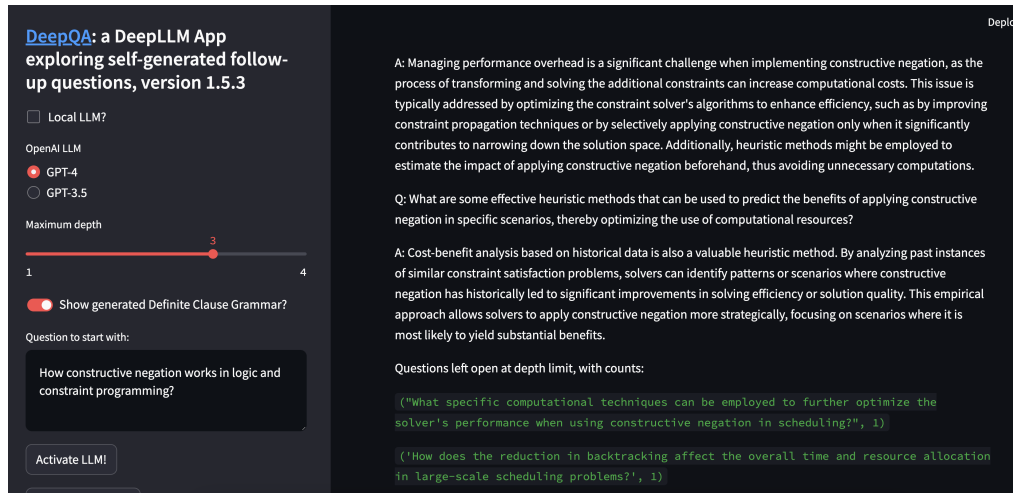 DeepQA: a DeepLLM App
exploring self-generated follow-
up questions, version 1.5.3
Local LLM?
OpenAI LLM
GPT-4
GPT-3.5
Maximum depth
3
1
4
Show generated Definite Clause Grammar?
Question to start with:
How constructive negation works in logic and
constraint programming?
Activate LLM!
A: Managing performance overhead is a significant challenge when implementing constructive negation, as the
process of transforming and solving the additional constraints can increase computational costs. This issue is
typically addressed by optimizing the constraint solver's algorithms to enhance efficiency, such as by improving
constraint propagation techniques or by selectively applying constructive negation only when it significantly
contributes to narrowing down the solution space. Additionally, heuristic methods might be employed to
estimate the impact of applying constructive negation beforehand, thus avoiding unnecessary computations.
Q: What are some effective heuristic methods that can be used to predict the benefits of applying constructive
negation in specific scenarios, thereby optimizing the use of computational resources?
A: Cost-benefit analysis based on historical data is also a valuable heuristic method. By analyzing past instances
of similar constraint satisfaction problems, solvers can identify patterns or scenarios where constructive
negation has historically led to significant improvements in solving efficiency or solution quality. This empirical
approach allows solvers to apply constructive negation more strategically, focusing on scenarios where it is
most likely to yield substantial benefits.
Questions left open at depth limit, with counts:
("What specific computational techniques can be employed to further optimize the
solver's performance when using constructive negation in scheduling?", 1)
('How does the reduction in backtracking affect the overall time and resource allocation
in large-scale scheduling problems?', 1)